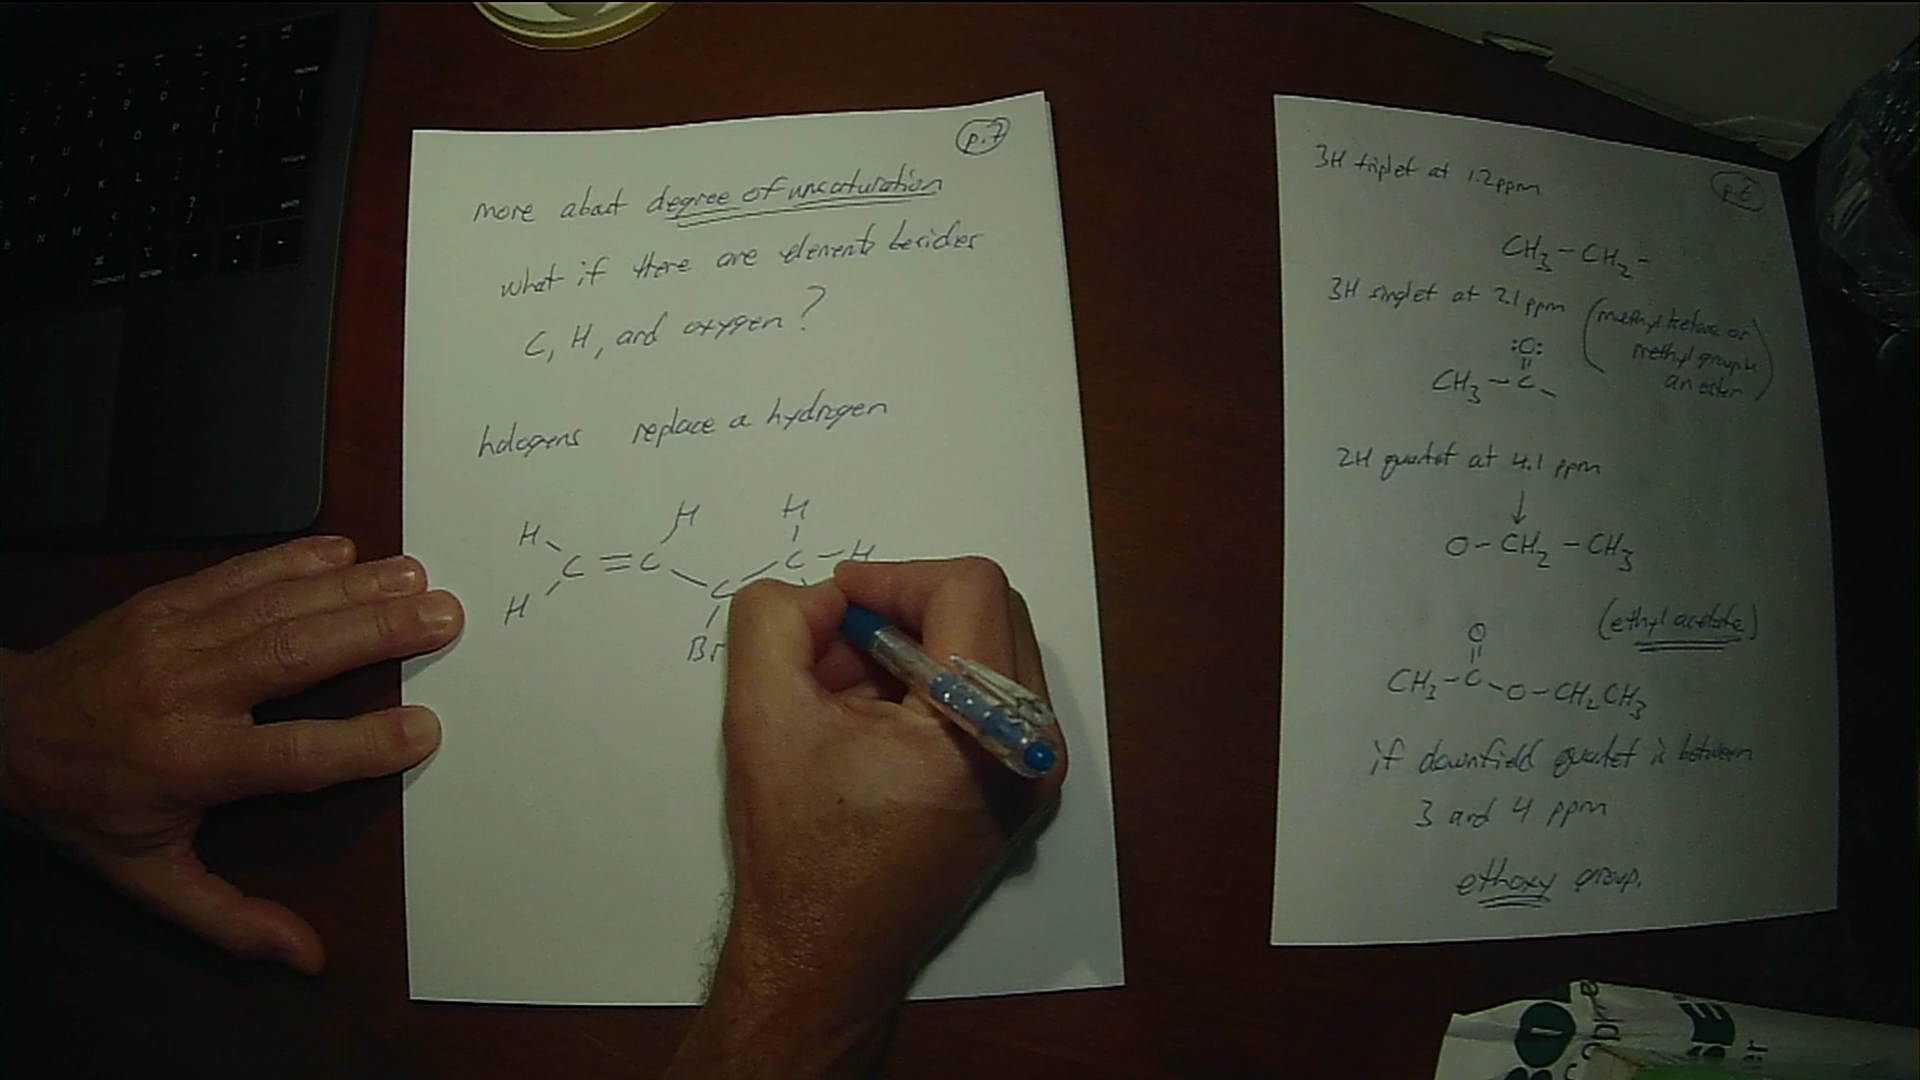 p.7
more about degree of unsaturation
what if there are elements besides
C, H, and oxygen?
halogens replace a hydrogen
H H H
C = C C - H
H C
Br
p.6
3H triplet at 1.2 ppm
CH3 - CH2 -
3H singlet at 2.1 ppm (methyl ketone or
methyl group in
an ester)
:O:
CH3 - C
2H quartet at 4.1 ppm
↓
O - CH2 - CH3
(ethyl acetate)
O
CH3 - C - O - CH2CH3
if downfield quartet is between
3 and 4 ppm
ethoxy group.